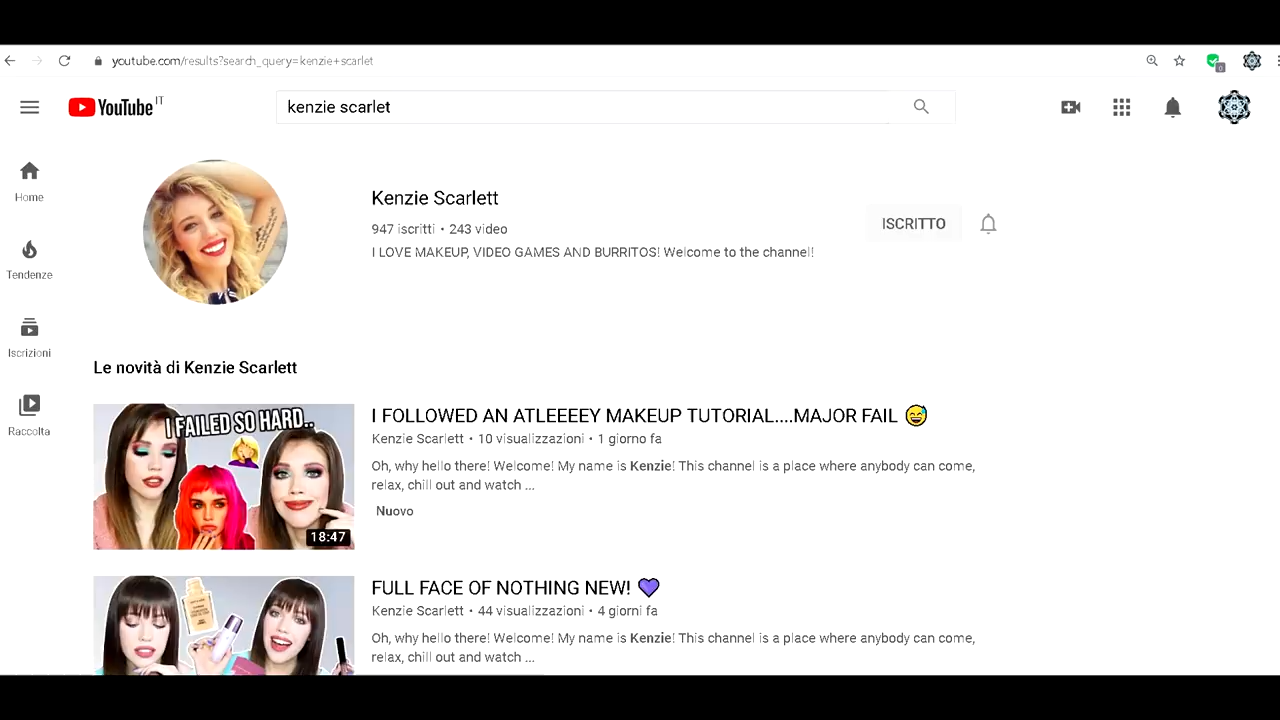 youtube.com/results?search_query=kenzie+scarlet
YouTube IT
kenzie scarlet
Home
Tendenze
Iscrizioni
Raccolta
Kenzie Scarlett
947 iscritti • 243 video
I LOVE MAKEUP, VIDEO GAMES AND BURRITOS! Welcome to the channel!
ISCRITTO
Le novità di Kenzie Scarlett
I FAILED SO HARD..
18:47
I FOLLOWED AN ATLEEEEY MAKEUP TUTORIAL....MAJOR FAIL 😅
Kenzie Scarlett • 10 visualizzazioni • 1 giorno fa
Oh, why hello there! Welcome! My name is Kenzie! This channel is a place where anybody can come,
relax, chill out and watch ...
Nuovo
FULL FACE OF NOTHING NEW! 💜
Kenzie Scarlett • 44 visualizzazioni • 4 giorni fa
Oh, why hello there! Welcome! My name is Kenzie! This channel is a place where anybody can come,
relax, chill out and watch ...